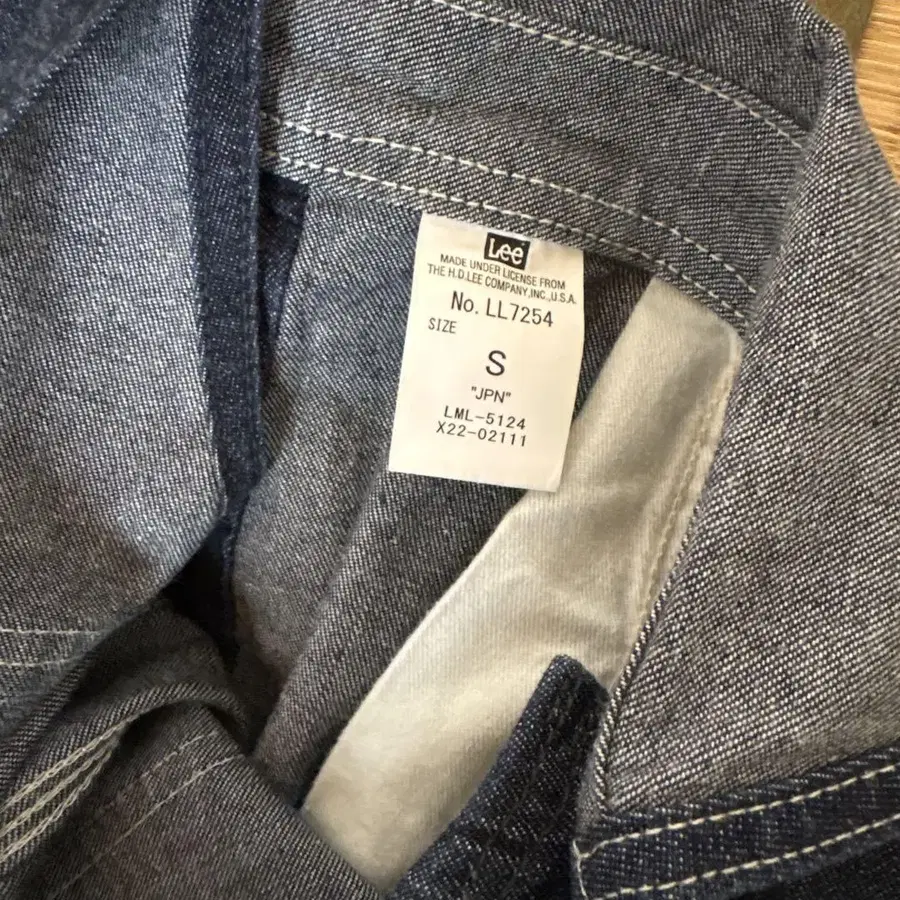 Lee
MADE UNDER LICENSE FROM
THE H.D.LEE COMPANY,INC.,U.S.A.
No. LL7254
SIZE
S
"JPN"
LML-5124
X22-02111